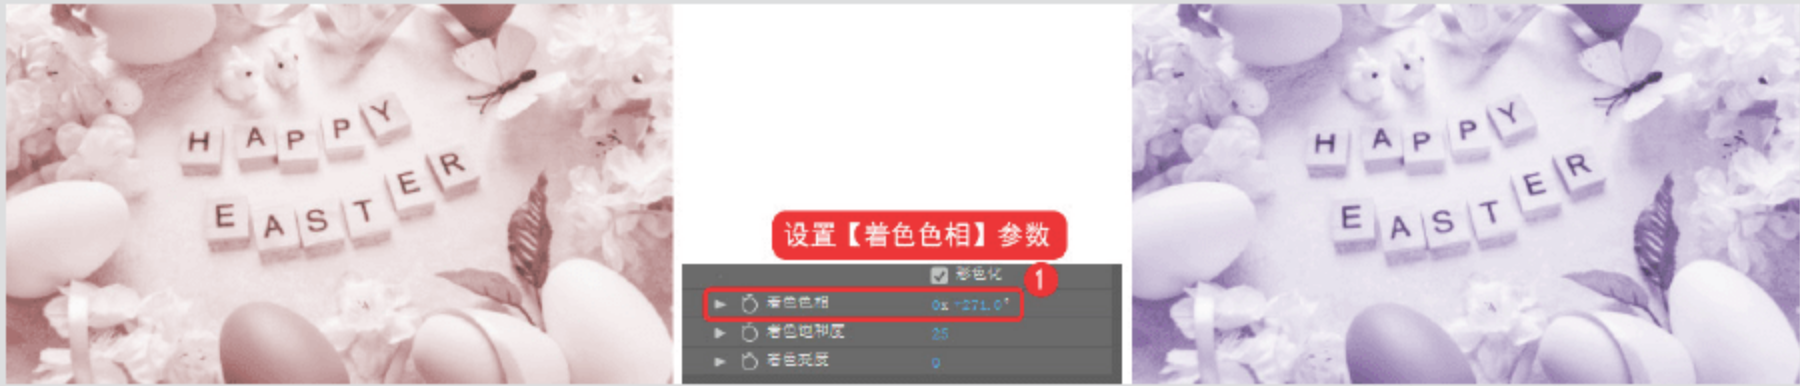 HAPPY
EASTER
设置【着色色相】参数
彩色化
1
着色色相 0x +271.0°
着色饱和度 25
着色亮度 0
HAPPY
EASTER